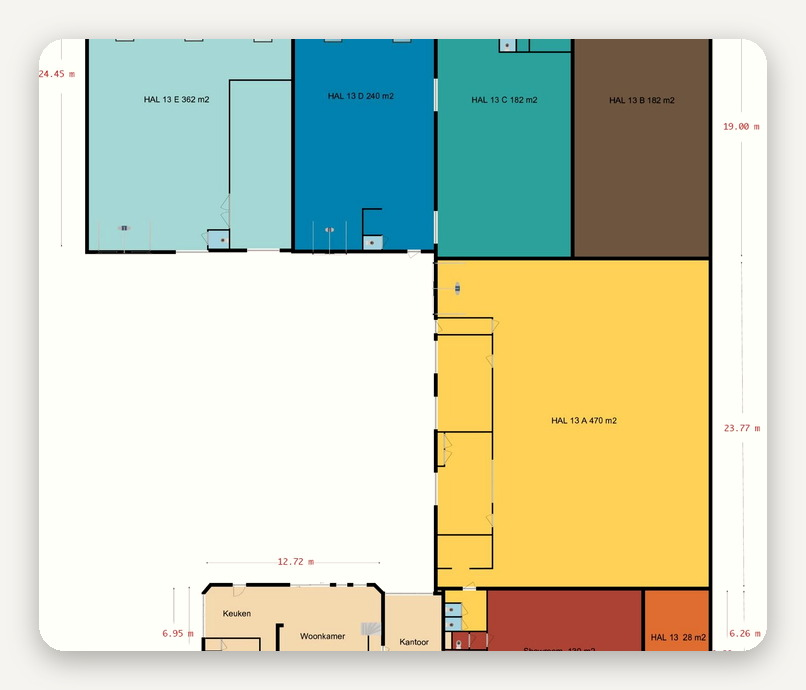 24.45 m
HAL 13 E 362 m2
HAL 13 D 240 m2
HAL 13 C 182 m2
HAL 13 B 182 m2
19.00 m
HAL 13 A 470 m2
23.77 m
12.72 m
Keuken
6.95 m
Woonkamer
Kantoor
HAL 13 28 m2
6.26 m